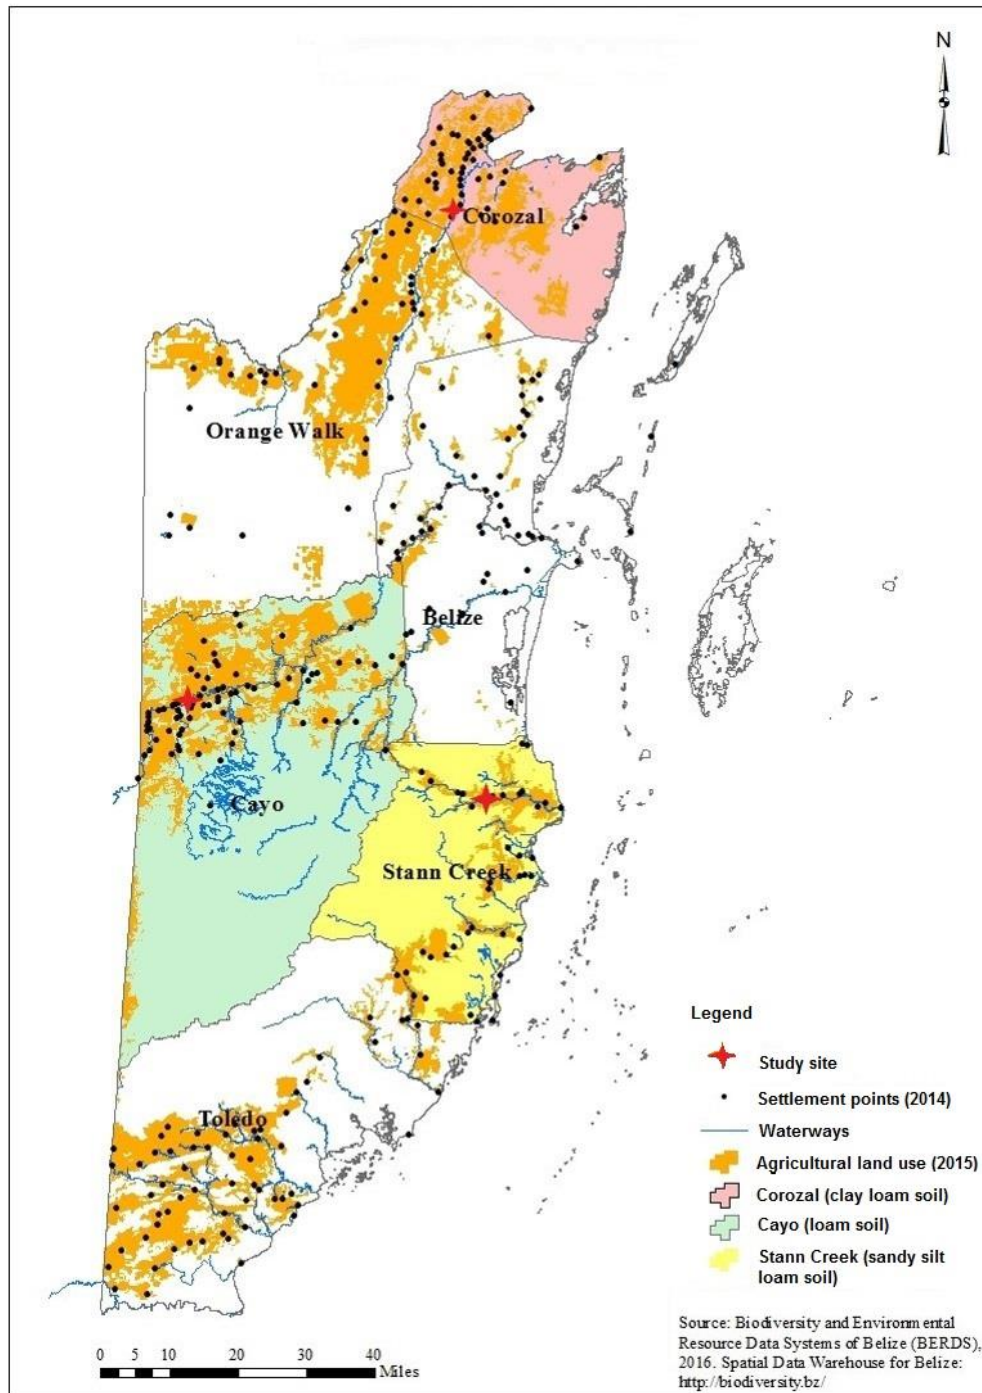 N
Corozal
Orange Walk
Belize
Cayo
Stann Creek
Toledo
Legend
Study site
Settlement points (2014)
Waterways
Agricultural land use (2015)
Corozal (clay loam soil)
Cayo (loam soil)
Stann Creek (sandy silt
loam soil)
0 5 10 20 30 40
Miles
Source: Biodiversity and Environmental
Resource Data Systems of Belize (BERDS),
2016. Spatial Data Warehouse for Belize:
http://biodiversity.bz/